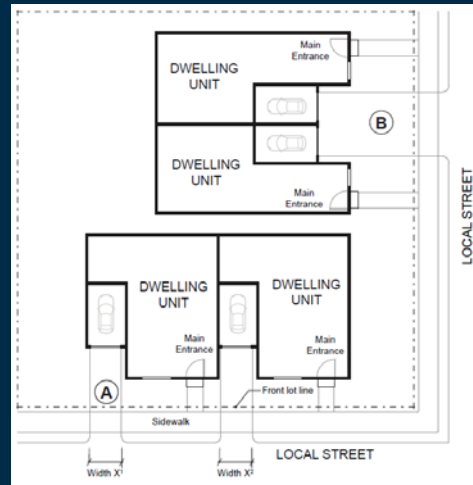 Main
Entrance
DWELLING
UNIT
B
DWELLING
UNIT
Main
Entrance
LOCAL STREET
DWELLING
UNIT
DWELLING
UNIT
Main
Entrance
Main
Entrance
A
Front lot line
Sidewalk
LOCAL STREET
Width X¹
Width X²